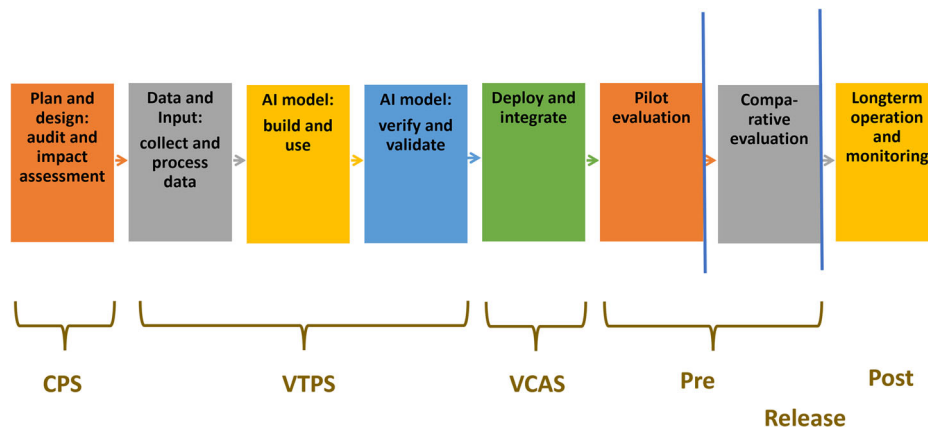 Plan and
design:
audit and
impact
assessment
Data and
Input:
collect and
process
data
AI model:
build and
use
AI model:
verify and
validate
Deploy and
integrate
Pilot
evaluation
Compa-
rative
evaluation
Longterm
operation
and
monitoring
CPS
VTPS
VCAS
Pre
Post
Release